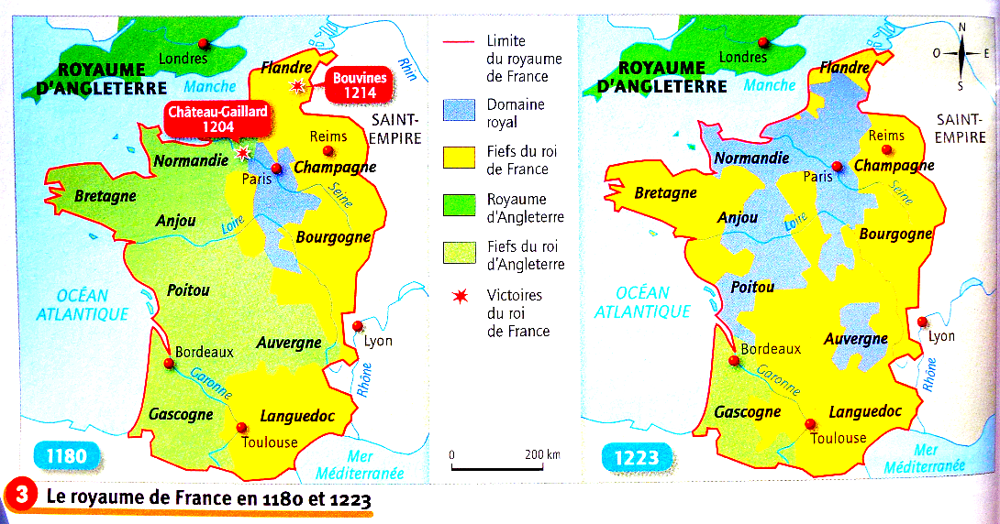 ROYAUME
D'ANGLETERRE
Londres
Manche
Flandre
Rhin
Bouvines
1214
Château-Gaillard
1204
SAINT-
EMPIRE
Reims
Normandie
Paris
Champagne
Seine
Bretagne
Anjou
Loire
Bourgogne
OCÉAN
ATLANTIQUE
Poitou
Auvergne
Lyon
Bordeaux
Garonne
Rhône
Gascogne
Languedoc
Toulouse
1180
Mer
Méditerranée
Limite
du royaume
de France
Domaine
royal
Fiefs du roi
de France
Royaume
d'Angleterre
Fiefs du roi
d'Angleterre
Victoires
du roi
de France
0 200 km
ROYAUME
D'ANGLETERRE
Londres
Manche
Flandre
Rhin
N
O E
S
SAINT-
EMPIRE
Reims
Normandie
Paris
Champagne
Seine
Bretagne
Anjou
Loire
Bourgogne
OCÉAN
ATLANTIQUE
Poitou
Auvergne
Lyon
Bordeaux
Garonne
Rhône
Gascogne
Languedoc
Toulouse
1223
Mer
Méditerranée
3 Le royaume de France en 1180 et 1223